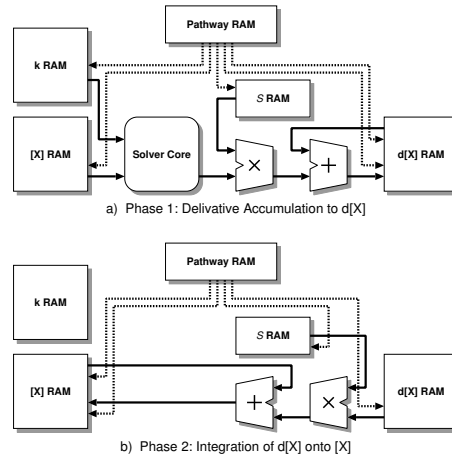 Pathway RAM
k RAM
S RAM
[X] RAM
Solver Core
×
+
d[X] RAM
a) Phase 1: Delivative Accumulation to d[X]
Pathway RAM
k RAM
S RAM
[X] RAM
+
×
d[X] RAM
b) Phase 2: Integration of d[X] onto [X]